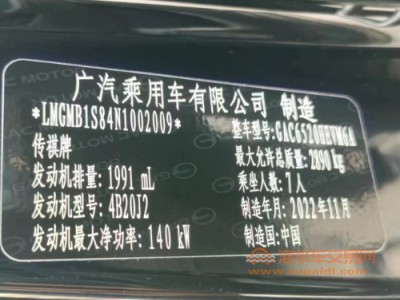 广汽乘用车有限公司 制造
*LMGMB1S84N1002009*
整车型号:GAC6520HEVM6A
传祺牌
最大允许总质量: 2890 kg
发动机排量: 1991 mL
乘坐人数: 7人
发动机型号: 4B20J2
制造年月: 2022年11月
发动机最大净功率: 140 kW
制造国: 中国